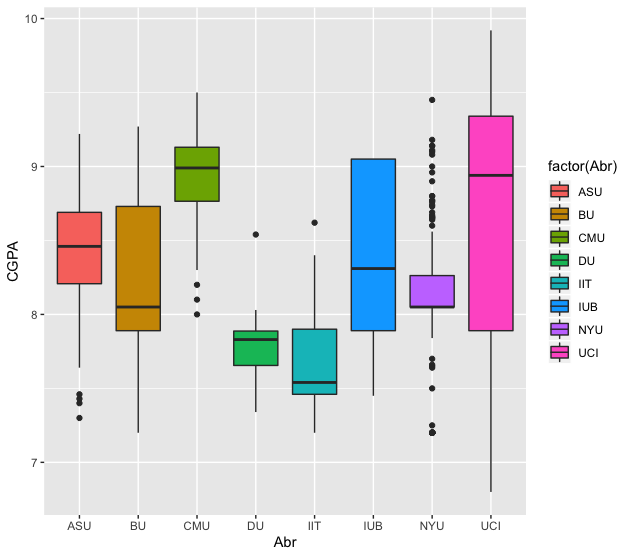 10
9
8
7
CGPA
ASU BU CMU DU IIT IUB NYU UCI
Abr
factor(Abr)
ASU
BU
CMU
DU
IIT
IUB
NYU
UCI